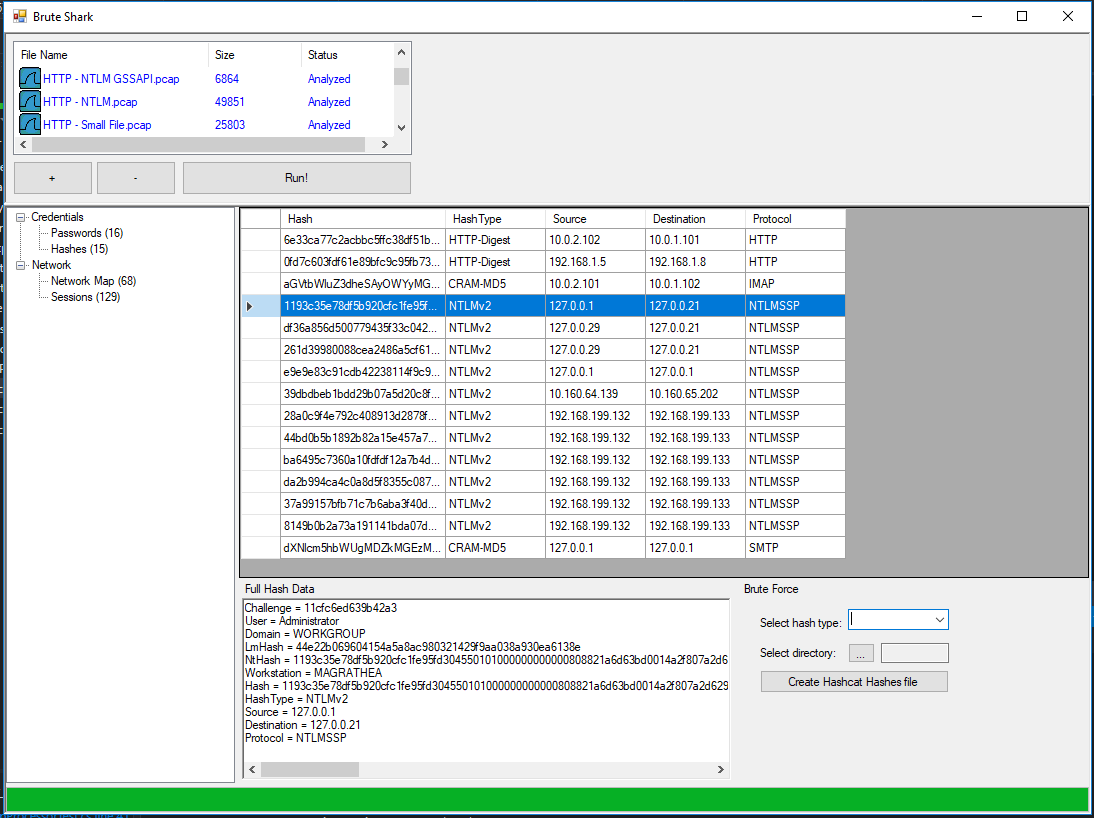 Brute Shark
File Name Size Status
HTTP - NTLM GSSAPI.pcap 6864 Analyzed
HTTP - NTLM.pcap 49851 Analyzed
HTTP - Small File.pcap 25803 Analyzed
+ - Run!
Credentials
Passwords (16)
Hashes (15)
Network
Network Map (68)
Sessions (129)
Hash HashType Source Destination Protocol
6e33ca77c2acbbc5ffc38df51b... HTTP-Digest 10.0.2.102 10.0.1.101 HTTP
0fd7c603fdf61e89bfc9c95fb73... HTTP-Digest 192.168.1.5 192.168.1.8 HTTP
aGVtbWluZ3dheSAyOWYyMG... CRAM-MD5 10.0.2.101 10.0.1.102 IMAP
1193c35e78df5b920cfc1fe95f... NTLMv2 127.0.0.1 127.0.0.21 NTLMSSP
df36a856d500779435f33c042... NTLMv2 127.0.0.29 127.0.0.21 NTLMSSP
261d39980088cea2486a5cf61... NTLMv2 127.0.0.29 127.0.0.21 NTLMSSP
e9e9e83c91cdb42238114f9c9... NTLMv2 127.0.0.1 127.0.0.1 NTLMSSP
39dbdbeb1bdd29b07a5d20c8f... NTLMv2 10.160.64.139 10.160.65.202 NTLMSSP
28a0c9f4e792c408913d2878f... NTLMv2 192.168.199.132 192.168.199.133 NTLMSSP
44bd0b5b1892b82a15e457a7... NTLMv2 192.168.199.132 192.168.199.133 NTLMSSP
ba6495c7360a10fdfdf12a7b4d... NTLMv2 192.168.199.132 192.168.199.133 NTLMSSP
da2b994ca4c0a8d5f8355c087... NTLMv2 192.168.199.132 192.168.199.133 NTLMSSP
37a99157bfb71c7b6aba3f40d... NTLMv2 192.168.199.132 192.168.199.133 NTLMSSP
8149b0b2a73a191141bda07d... NTLMv2 192.168.199.132 192.168.199.133 NTLMSSP
dXNlcm5hbWUgMDZkMGEzM... CRAM-MD5 127.0.0.1 127.0.0.1 SMTP
Full Hash Data
Challenge = 11cfc6ed639b42a3
User = Administrator
Domain = WORKGROUP
LmHash = 44e22b069604154a5a8ac980321429f9aa038a930ea6138e
NtHash = 1193c35e78df5b920cfc1fe95fd30455010100000000000000808821a6d63bd0014a2f807a2d6
Workstation = MAGRATHEA
Hash = 1193c35e78df5b920cfc1fe95fd30455010100000000000000808821a6d63bd0014a2f807a2d629
HashType = NTLMv2
Source = 127.0.0.1
Destination = 127.0.0.21
Protocol = NTLMSSP
Brute Force
Select hash type:
Select directory: ...
Create Hashcat Hashes file